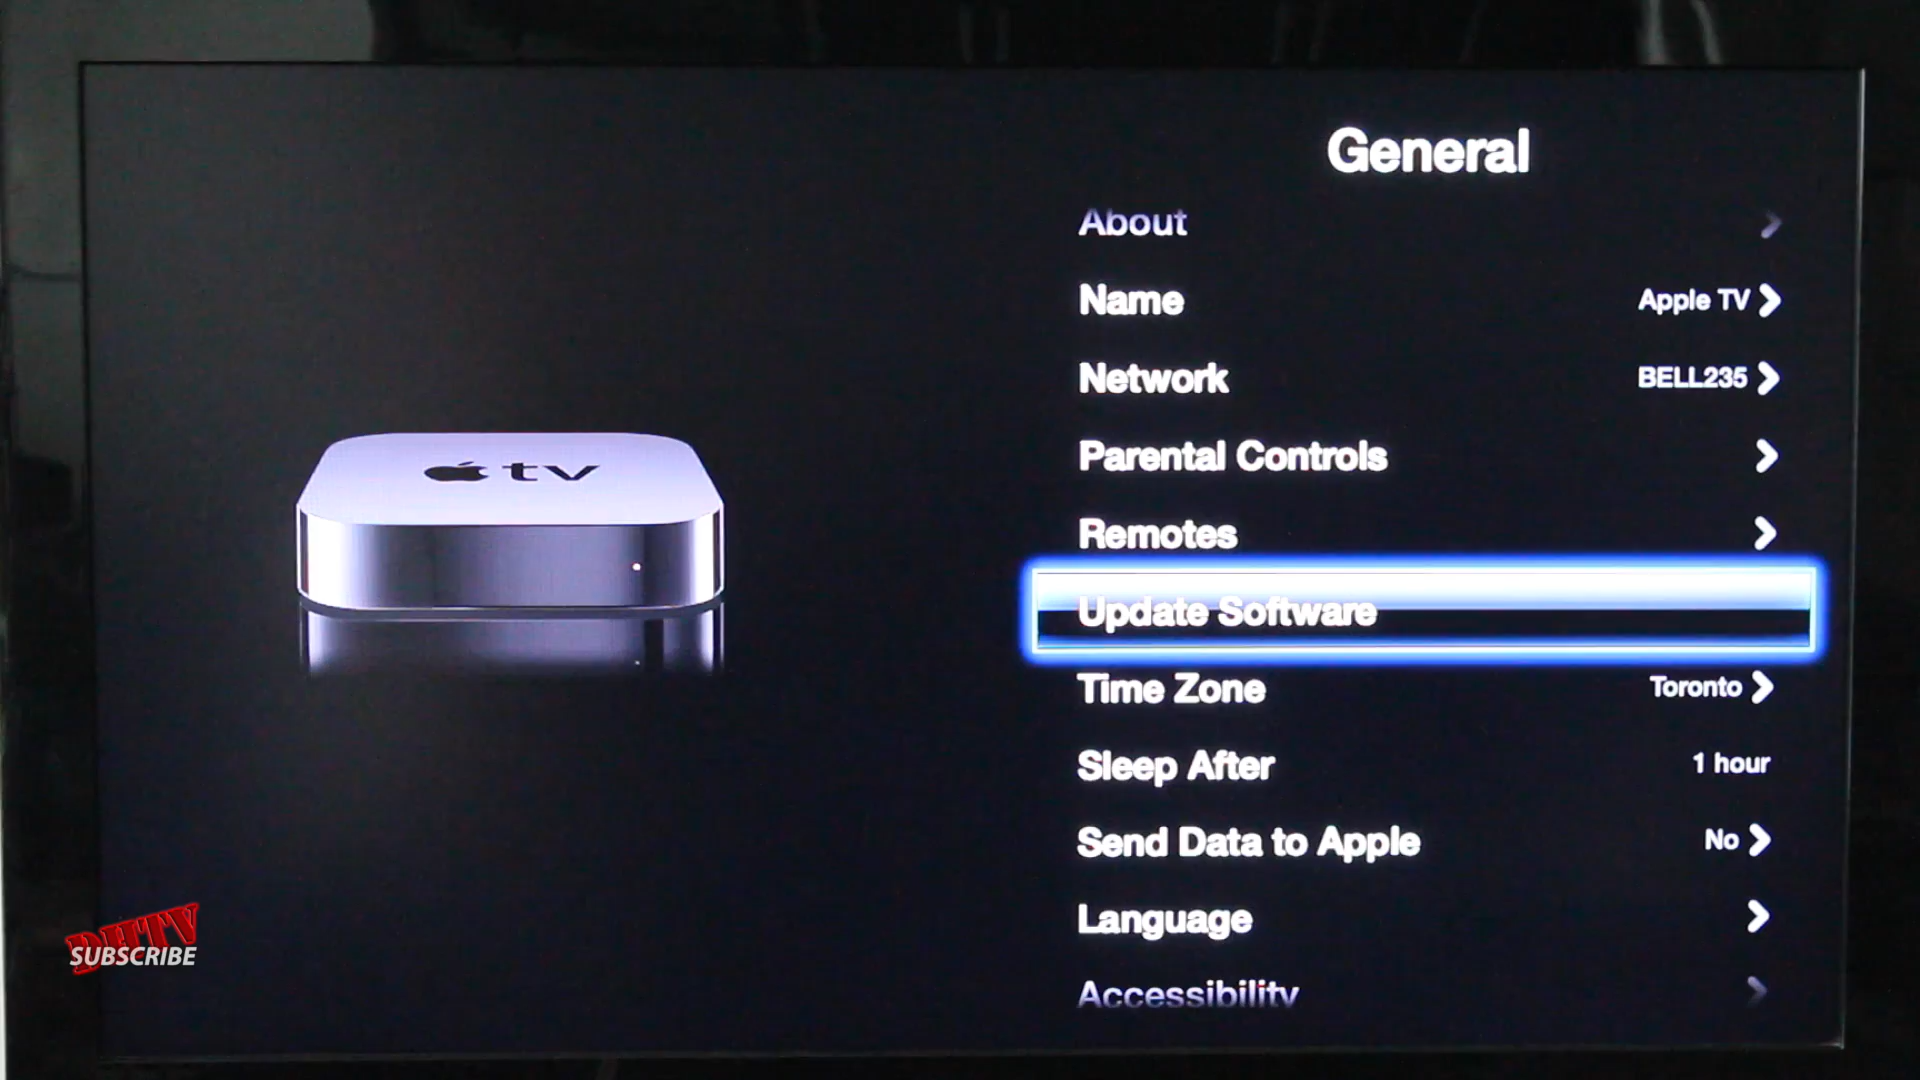 General
About
Name Apple TV
Network BELL235
Parental Controls
Remotes
Update Software
Time Zone Toronto
Sleep After 1 hour
Send Data to Apple No
Language
Accessibility
tv
DHTV
SUBSCRIBE